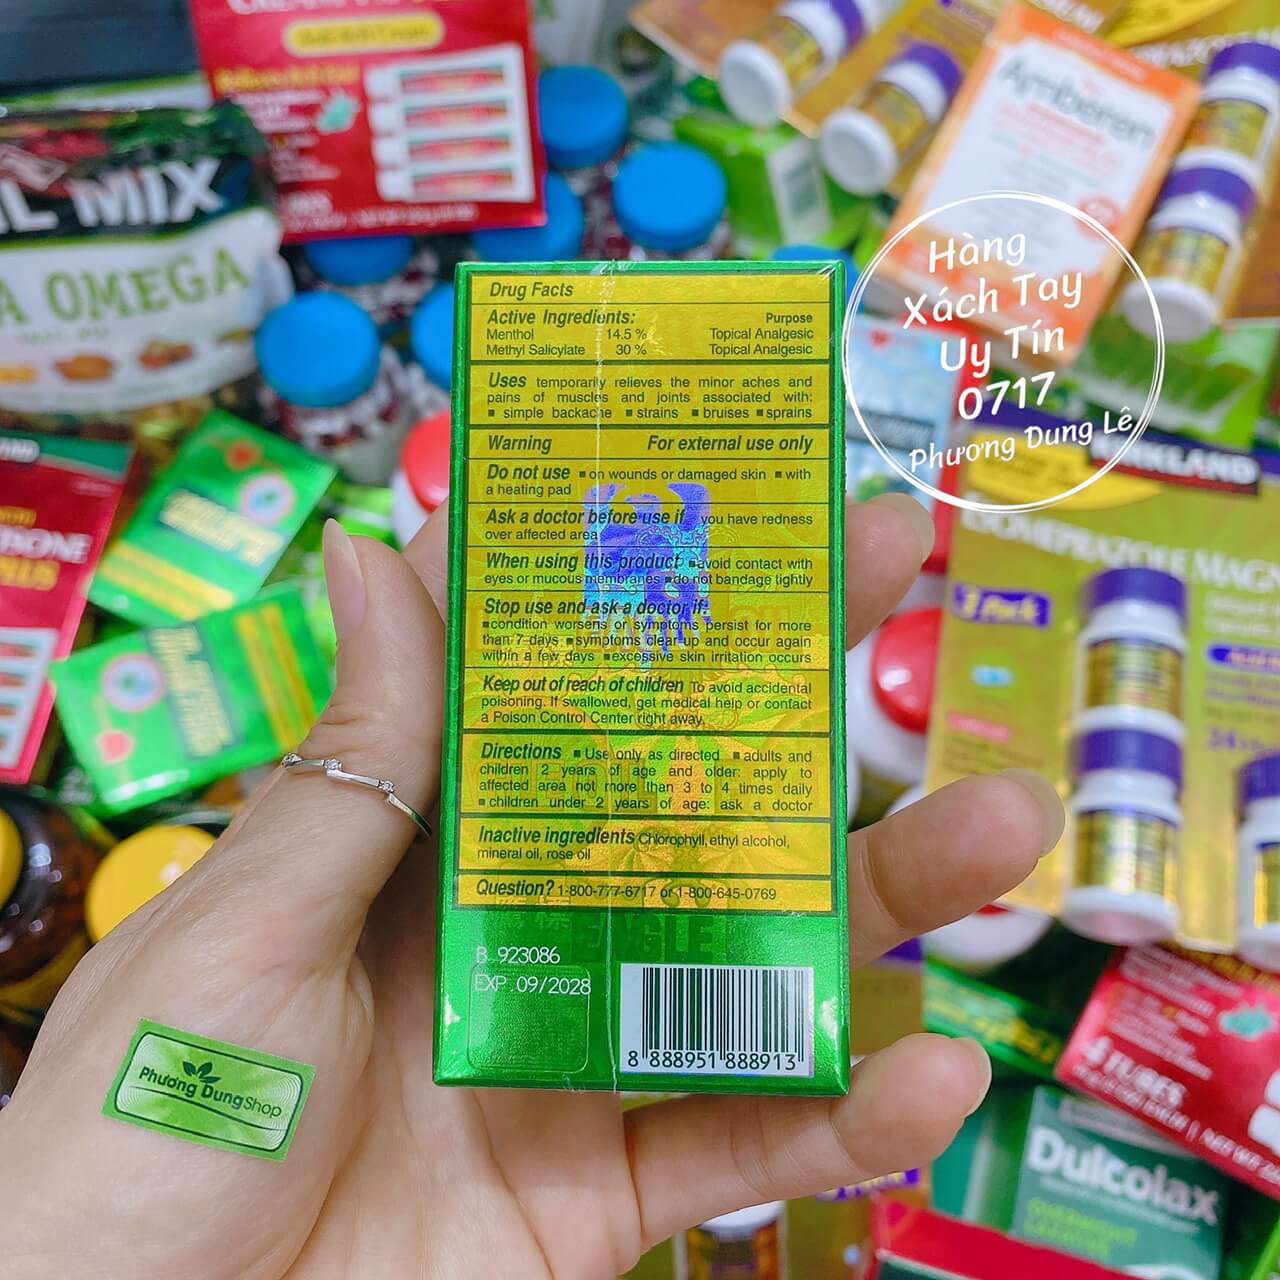 Drug Facts
Active Ingredients: Purpose
Menthol 14.5 % Topical Analgesic
Methyl Salicylate 30 % Topical Analgesic
Uses temporarily relieves the minor aches and
pains of muscles and joints associated with:
▪ simple backache ▪ strains ▪ bruises ▪ sprains
Warning For external use only
Do not use ▪ on wounds or damaged skin ▪ with
a heating pad
Ask a doctor before use if you have redness
over affected area
When using this product ▪ avoid contact with
eyes or mucous membranes ▪ do not bandage tightly
Stop use and ask a doctor if:
▪ condition worsens or symptoms persist for more
than 7 days ▪ symptoms clear up and occur again
within a few days ▪ excessive skin irritation occurs
Keep out of reach of children To avoid accidental
poisoning. If swallowed, get medical help or contact
a Poison Control Center right away.
Directions ▪ Use only as directed ▪ adults and
children 2 years of age and older: apply to
affected area not more than 3 to 4 times daily
▪ children under 2 years of age: ask a doctor
Inactive ingredients Chlorophyll, ethyl alcohol,
mineral oil, rose oil
Question? 1-800-777-6717 or 1-800-645-0769
EAGLE
B 923086
EXP. 09/2028
8 888951 888913
Hàng
Xách Tay
Uy Tín
0717
Phương Dung Lê
Phương Dung Shop
MIX
OMEGA
Amberen
KIRKLAND
ESOMEPRAZOLE MAGN
3 Pack
4 TUBES
Dulcolax
BONE
PLUS